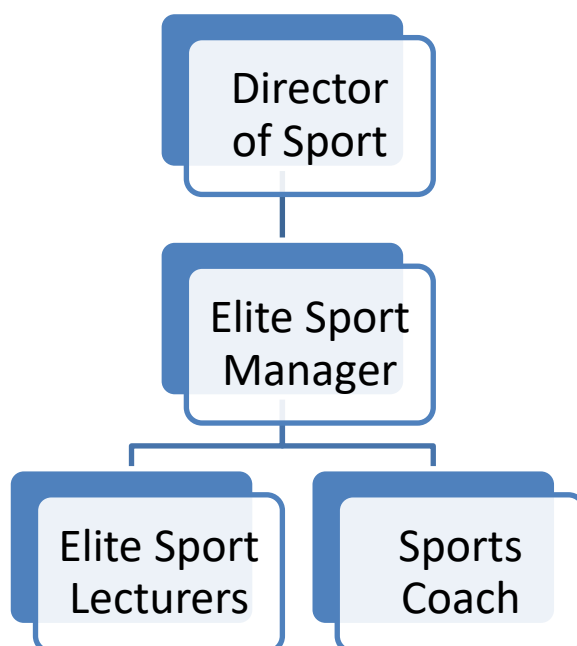 Director
of Sport
Elite Sport
Manager
Elite Sport
Lecturers
Sports
Coach